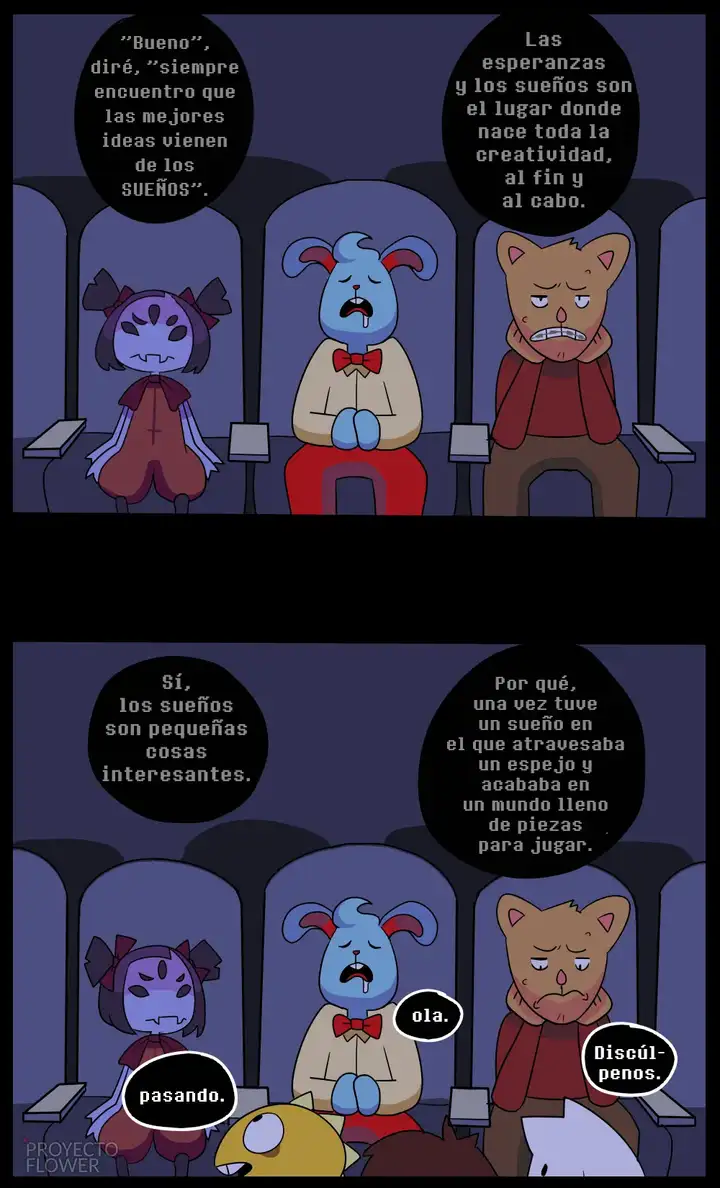 "Bueno",
diré, "siempre
encuentro que
las mejores
ideas vienen
de los
SUEÑOS".
Las
esperanzas
y los sueños son
el lugar donde
nace toda la
creatividad,
al fin y
al cabo.
Sí,
los sueños
son pequeñas
cosas
interesantes.
Por qué,
una vez tuve
un sueño en
el que atravesaba
un espejo y
acababa en
un mundo lleno
de piezas
para jugar.
ola.
Discúl-
penos.
pasando.
PROYECTO
FLOWER